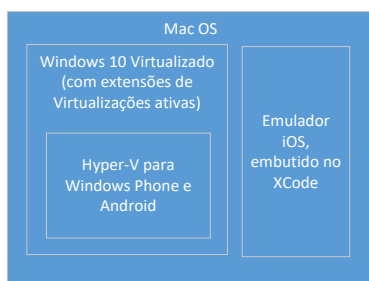 Mac OS
Windows 10 Virtualizado
(com extensões de
Virtualizações ativas)
Hyper-V para
Windows Phone e
Android
Emulador
iOS,
embutido no
XCode